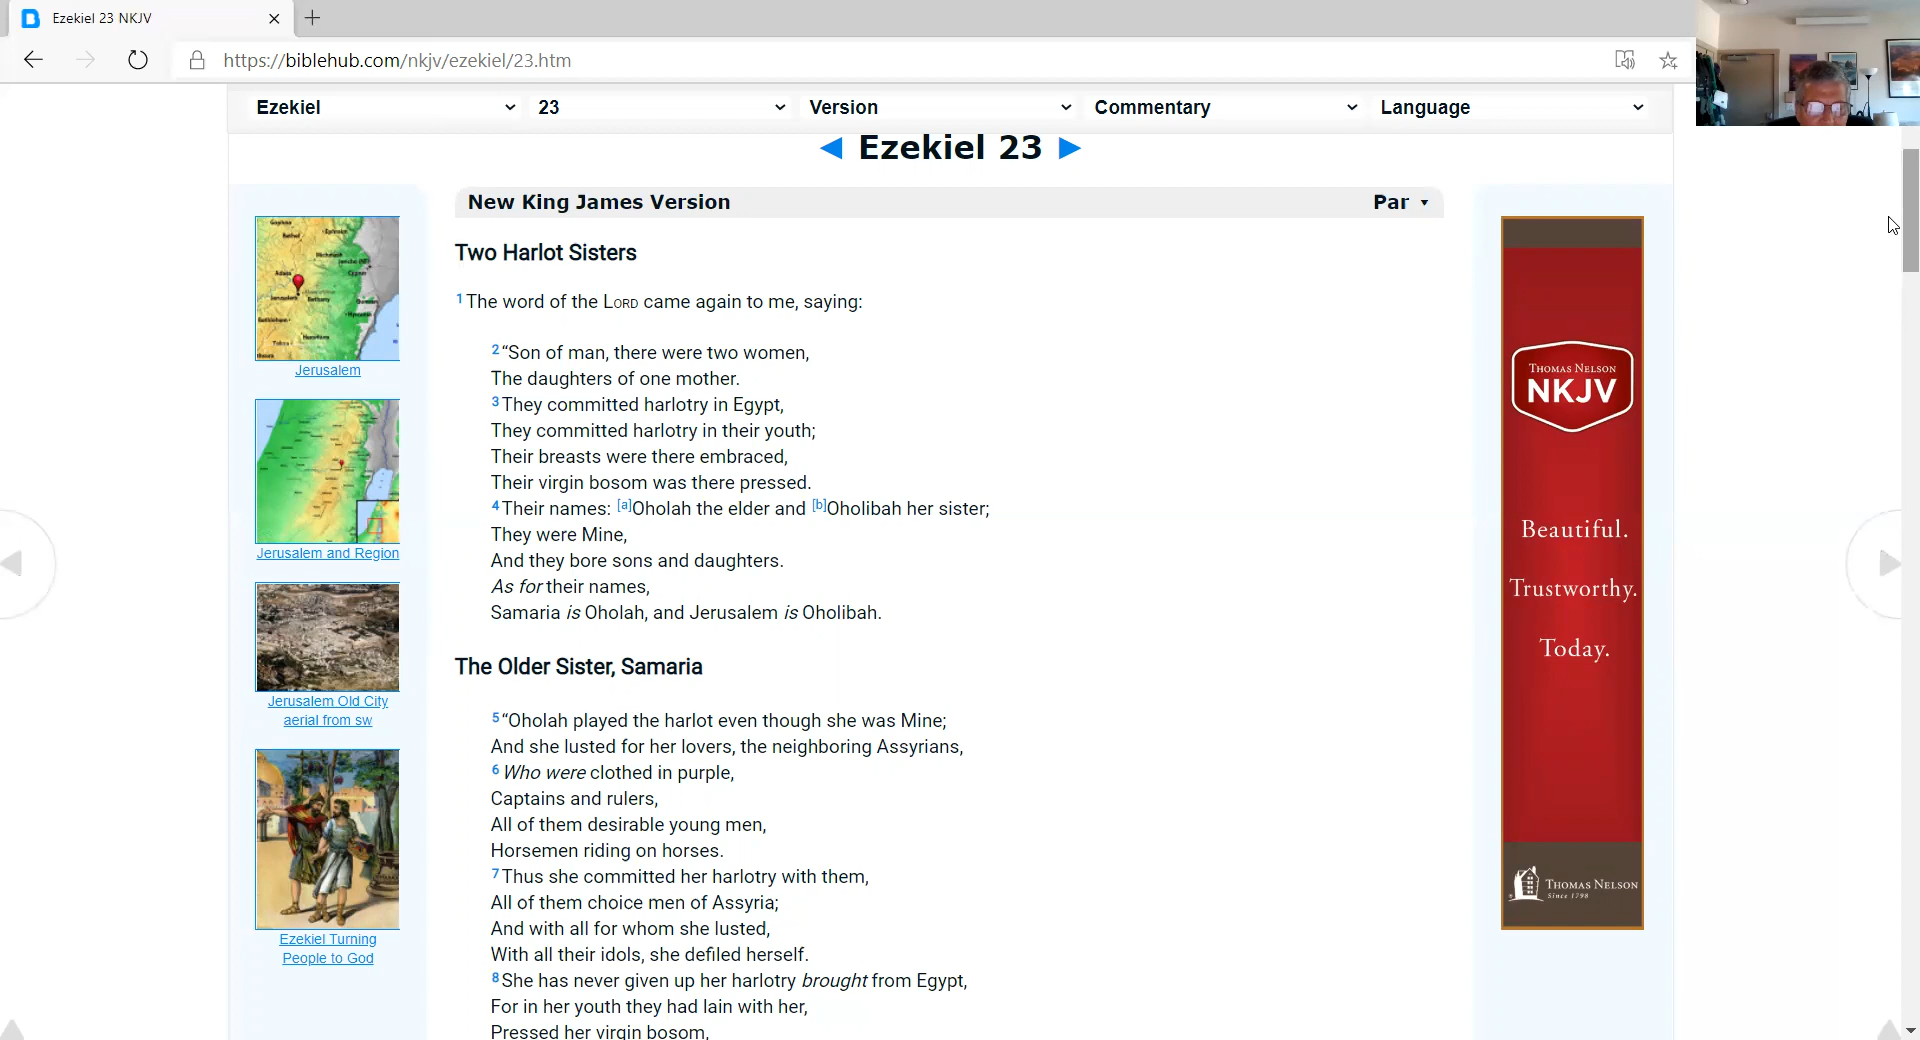 Ezekiel 23 NKJV
https://biblehub.com/nkjv/ezekiel/23.htm
Ezekiel 23 Version Commentary Language
Ezekiel 23
New King James Version Par
Jerusalem
Jerusalem and Region
Jerusalem Old City
aerial from sw
Ezekiel Turning
People to God
Two Harlot Sisters
1 The word of the LORD came again to me, saying:
2 “Son of man, there were two women,
The daughters of one mother.
3 They committed harlotry in Egypt,
They committed harlotry in their youth;
Their breasts were there embraced,
Their virgin bosom was there pressed.
4 Their names: [a]Oholah the elder and [b]Oholibah her sister;
They were Mine,
And they bore sons and daughters.
As for their names,
Samaria is Oholah, and Jerusalem is Oholibah.
The Older Sister, Samaria
5 “Oholah played the harlot even though she was Mine;
And she lusted for her lovers, the neighboring Assyrians,
6 Who were clothed in purple,
Captains and rulers,
All of them desirable young men,
Horsemen riding on horses.
7 Thus she committed her harlotry with them,
All of them choice men of Assyria;
And with all for whom she lusted,
With all their idols, she defiled herself.
8 She has never given up her harlotry brought from Egypt,
For in her youth they had lain with her,
Pressed her virgin bosom,
THOMAS NELSON
NKJV
Beautiful.
Trustworthy.
Today.
THOMAS NELSON
Since 1798